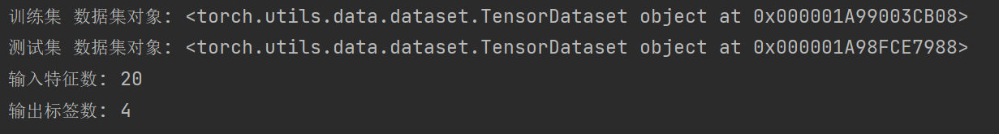 训练集 数据集对象: <torch.utils.data.dataset.TensorDataset object at 0x000001A99003CB08>
测试集 数据集对象: <torch.utils.data.dataset.TensorDataset object at 0x000001A98FCE7988>
输入特征数: 20
输出标签数: 4